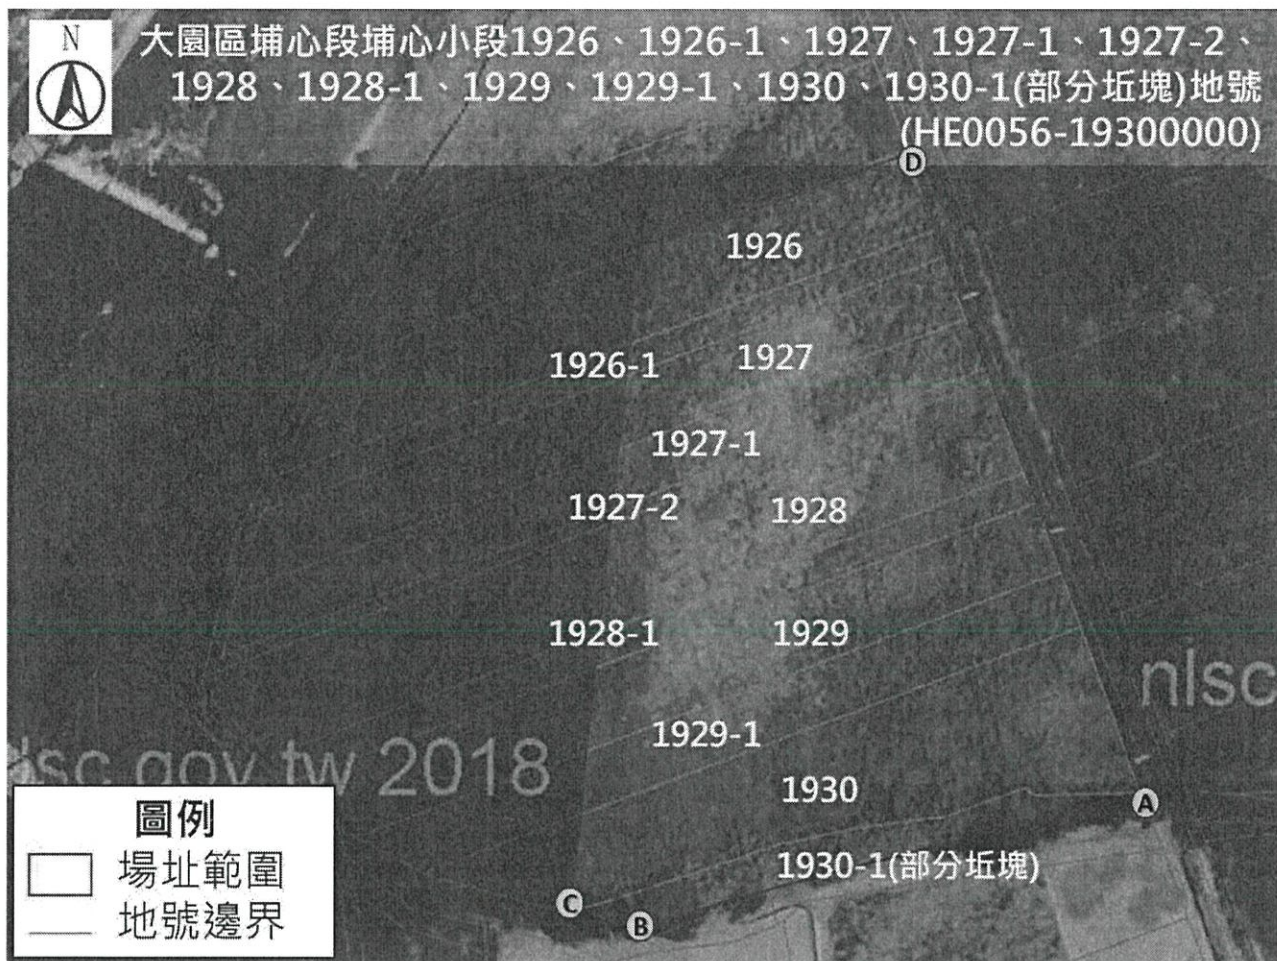 N
大園區埔心段埔心小段1926、1926-1、1927、1927-1、1927-2、
1928、1928-1、1929、1929-1、1930、1930-1(部分坵塊)地號
(HE0056-19300000)
D
1926
1926-1
1927
1927-1
1927-2
1928
1928-1
1929
nlsc
1929-1
lsc.gov.tw 2018
1930
A
1930-1(部分坵塊)
C
B
圖例
場址範圍
地號邊界